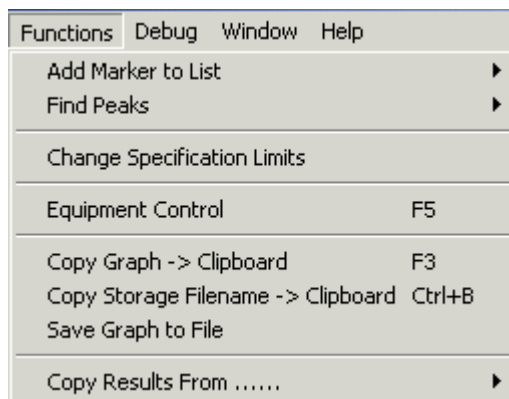 Functions Debug Window Help
Add Marker to List
Find Peaks
Change Specification Limits
Equipment Control F5
Copy Graph -> Clipboard F3
Copy Storage Filename -> Clipboard Ctrl+B
Save Graph to File
Copy Results From ......